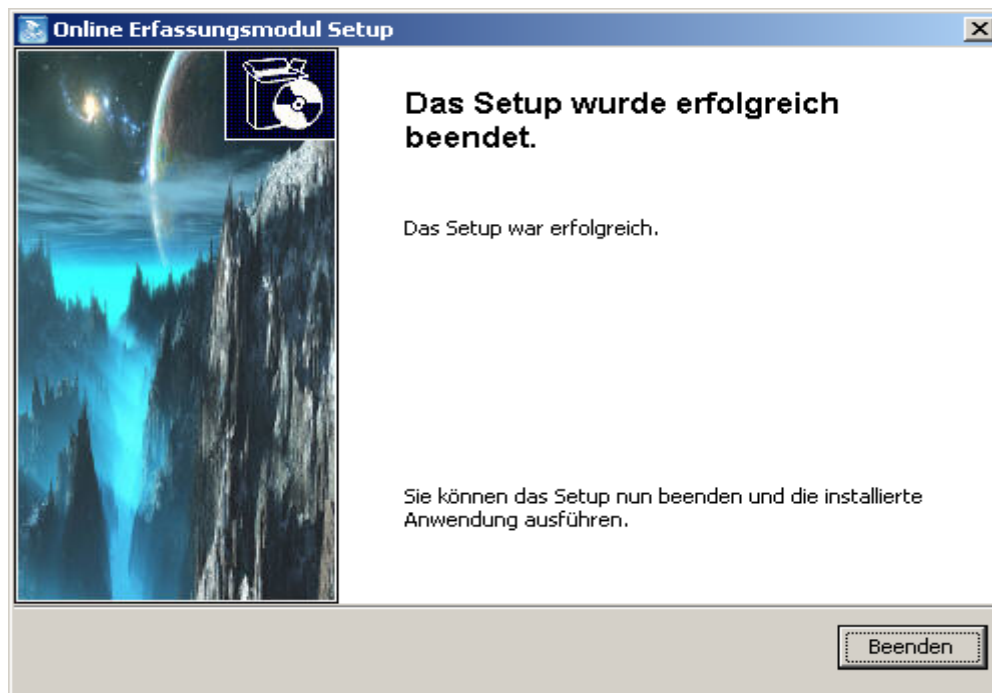 Online Erfassungsmodul Setup
Das Setup wurde erfolgreich
beendet.
Das Setup war erfolgreich.
Sie können das Setup nun beenden und die installierte
Anwendung ausführen.
Beenden